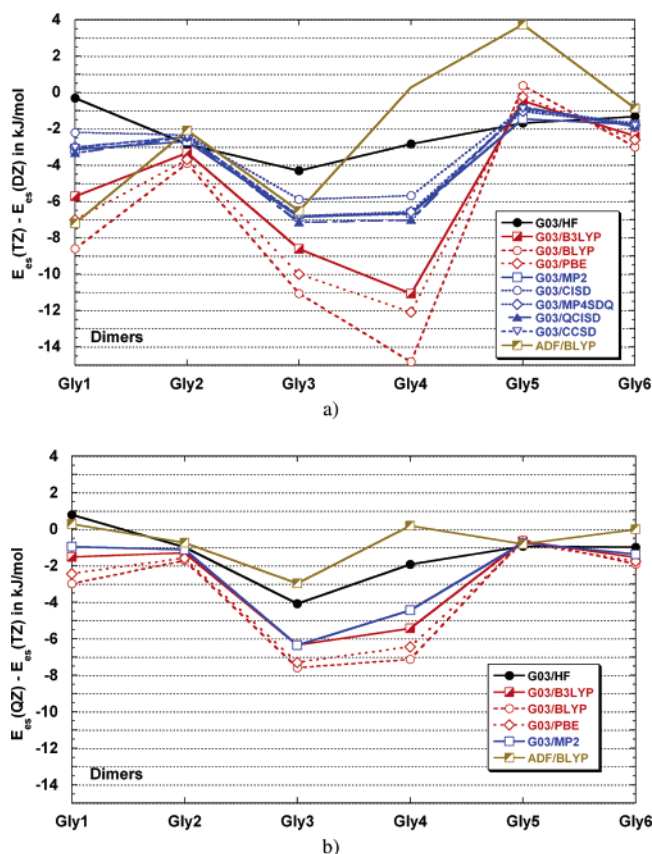 4
2
0
-2
-4
-6
-8
-10
-12
-14
E_es(TZ) - E_es(DZ) in kJ/mol
G03/HF
G03/B3LYP
G03/BLYP
G03/PBE
G03/MP2
G03/CISD
G03/MP4SDQ
G03/QCISD
G03/CCSD
ADF/BLYP
Dimers
Gly1 Gly2 Gly3 Gly4 Gly5 Gly6
a)
4
2
0
-2
-4
-6
-8
-10
-12
-14
E_es(QZ) - E_es(TZ) in kJ/mol
G03/HF
G03/B3LYP
G03/BLYP
G03/PBE
G03/MP2
ADF/BLYP
Dimers
Gly1 Gly2 Gly3 Gly4 Gly5 Gly6
b)